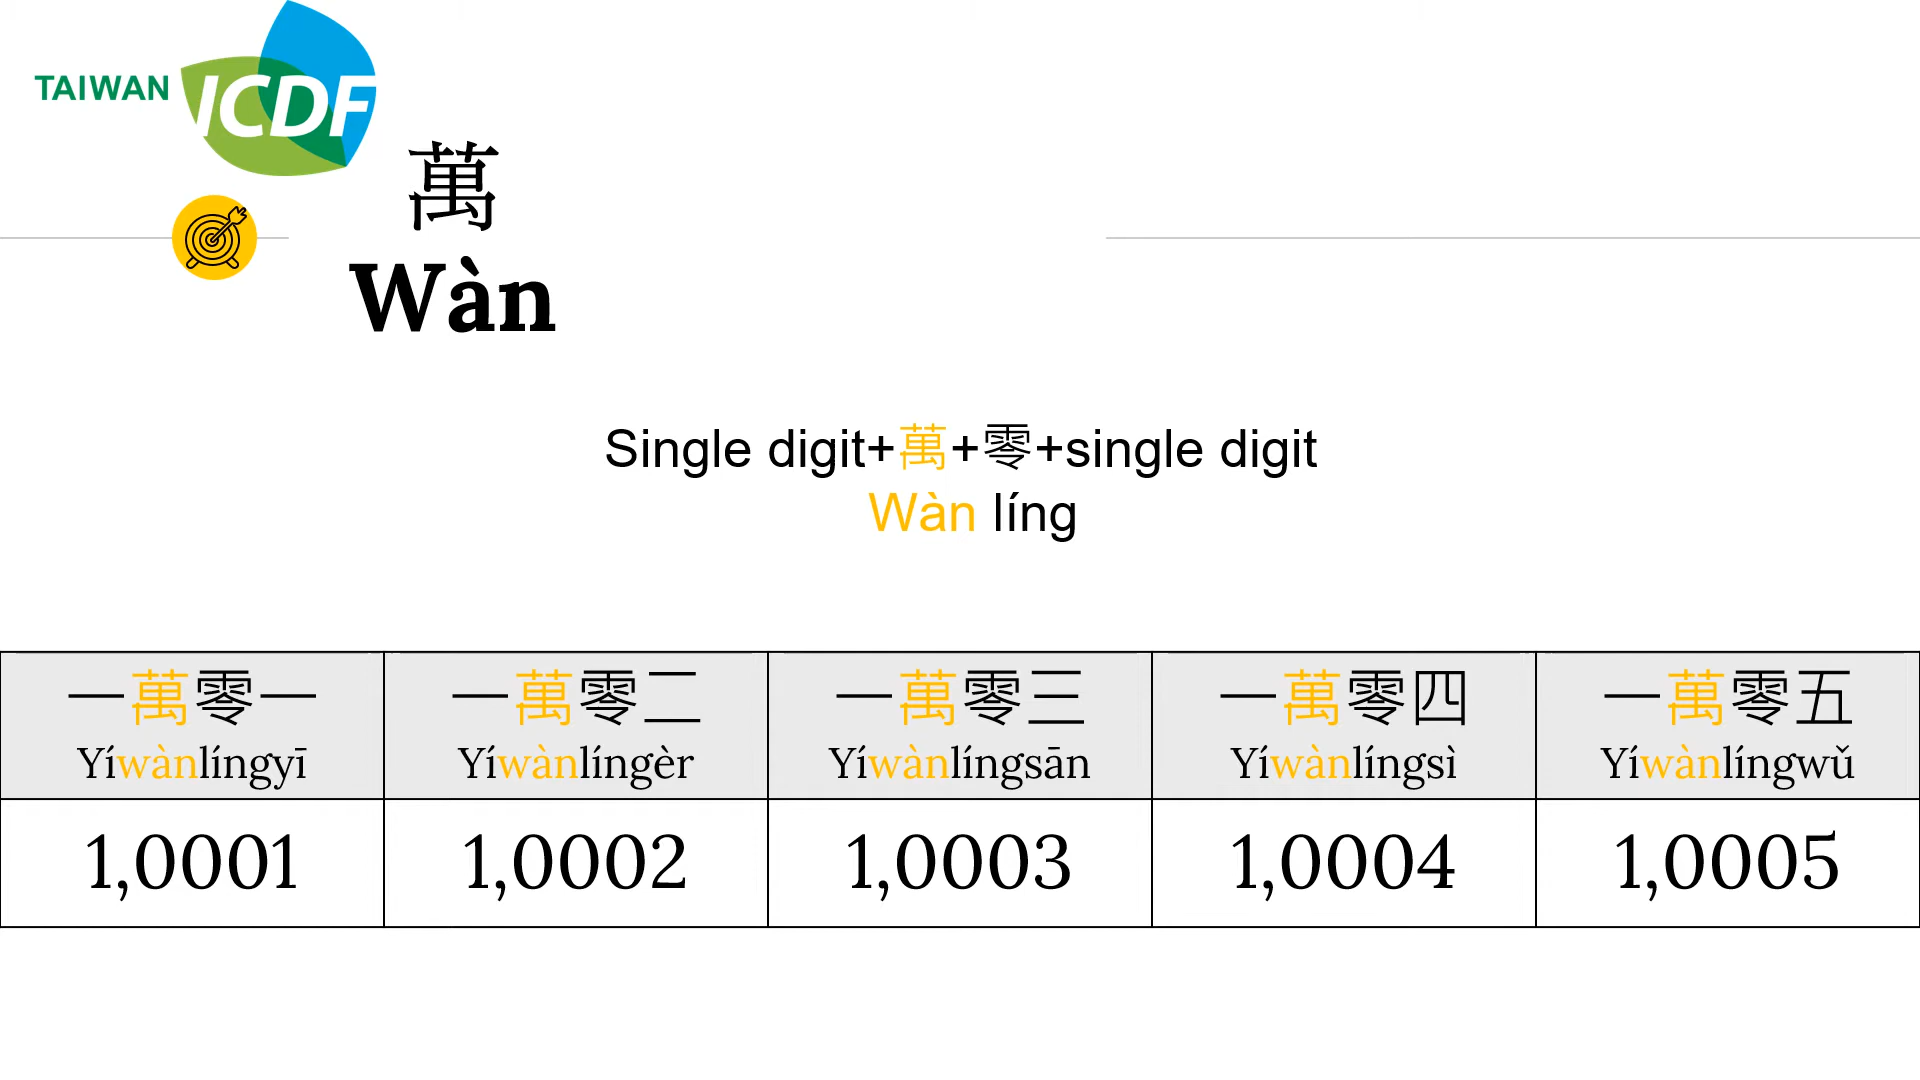 TAIWAN ICDF
萬
Wàn
Single digit+萬+零+single digit
Wàn líng
一萬零一 一萬零二 一萬零三 一萬零四 一萬零五
Yíwànlíngyī Yíwànlíngèr Yíwànlíngsān Yíwànlíngsì Yíwànlíngwǔ
1,0001 1,0002 1,0003 1,0004 1,0005